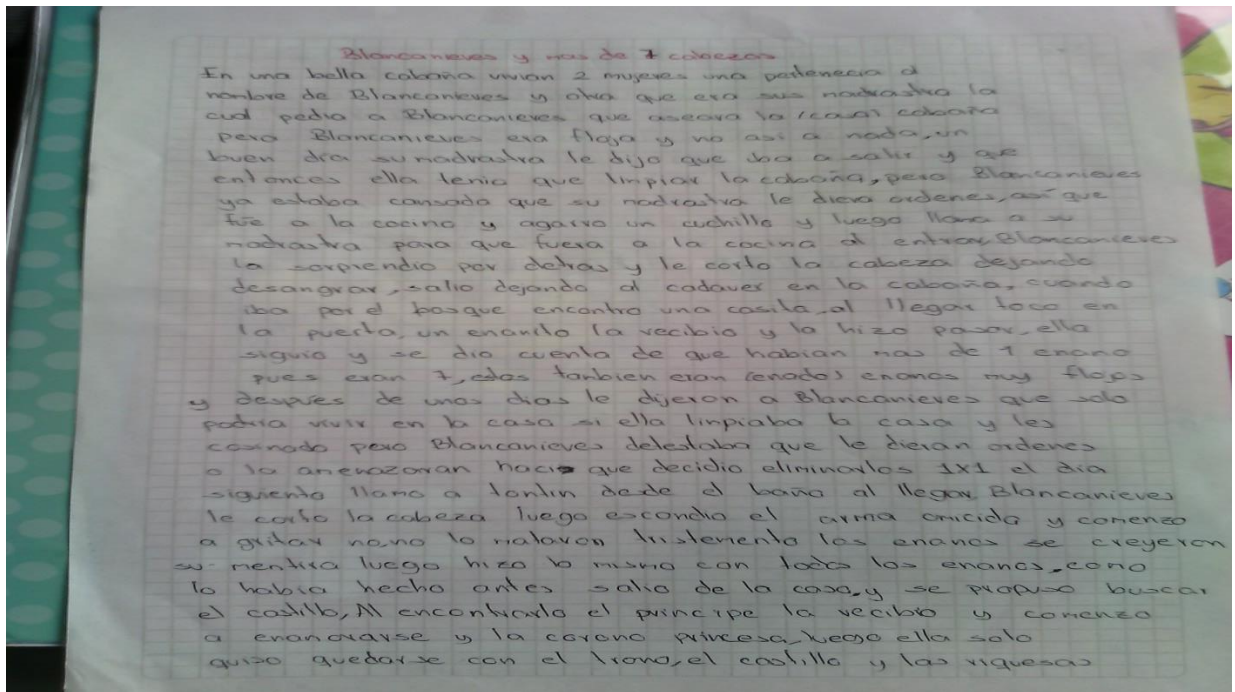 Blancanieves y mas de 7 cabezas
En una bella cabaña vivian 2 mujeres una pertenecia al
nombre de Blancanieves y otra que era sus madrastra la
cual pedia a Blancanieves que aseara la (casa) cabaña
pero Blancanieves era floja y no asi a nada, un
buen dia su madrastra le dijo que iba a salir y que
entonces ella tenia que limpiar la cabaña, pero Blancanieves
ya estaba cansada que su madrastra le diera ordenes, asi que
fue a la cocina y agarro un cuchillo y luego llamo a su
madrastra para que fuera a la cocina al entrar Blancanieves
la sorprendio por detras y le corto la cabeza dejando
desangrar, salio dejando al cadaver en la cabaña, cuando
iba por el bosque encontro una casita, al llegar toco en
la puerta, un enanito la recibio y la hizo pasar, ella
siguio y se dio cuenta de que habian mas de 1 enano
pues eran 7, estos tanbien eran (enados) enanos muy flojos
y despues de unos dias le dijeron a Blancanieves que solo
podria vivir en la casa si ella linpiaba la casa y les
cosinado pero Blancanieves detestaba que le dieran ordenes
o la amenazaran haci que decidio eliminarlos 1x1 el dia
siguiente llamo a tontin desde el baño al llegar Blancanieves
le corto la cabeza luego escondio el arma omicida y comenzo
a gritar no, no lo mataron tristemente los enanos se creyeron
su mentira luego hizo lo mismo con todos los enanos, como
lo habia hecho antes salio de la casa, y se propuso buscar
el castillo, Al encontrarlo el principe la recibio y comenzo
a enamorarse y la corono princesa, luego ella solo
quiso quedarse con el trono, el castillo y las riquesas